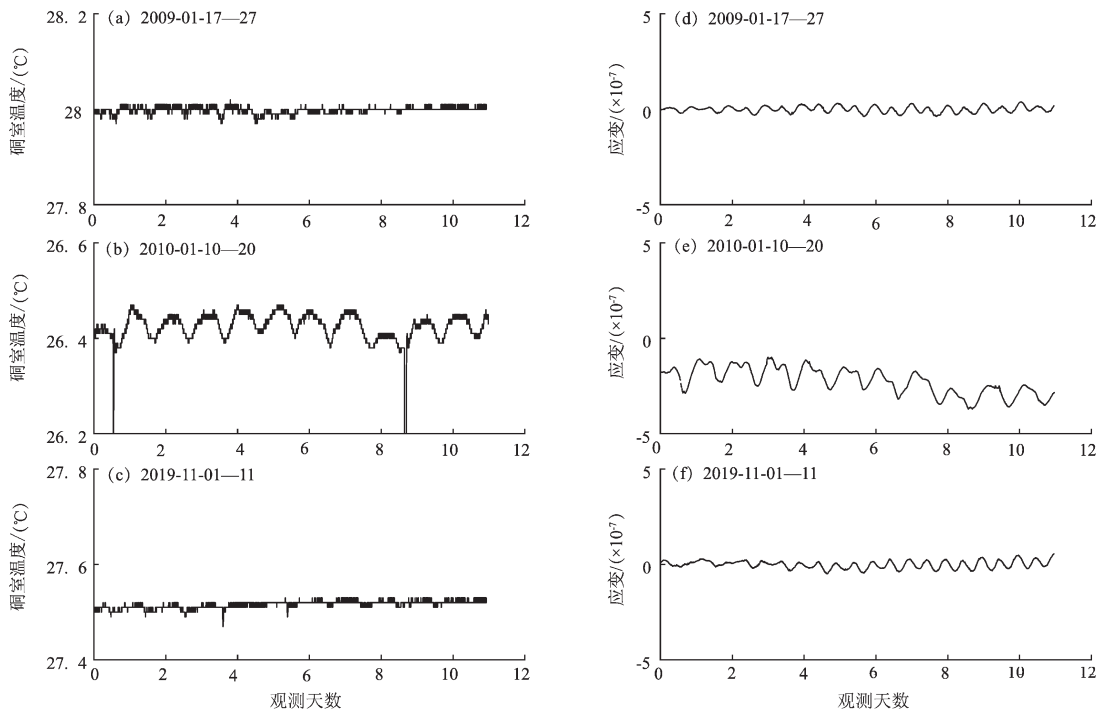 (a) 2009-01-17—27
28. 2
28
27. 8
硐室温度/(℃)
0 2 4 6 8 10 12
(d) 2009-01-17—27
5
0
-5
应变/(×10⁻⁷)
0 2 4 6 8 10 12
(b) 2010-01-10—20
26. 6
26. 4
26. 2
硐室温度/(℃)
0 2 4 6 8 10 12
(e) 2010-01-10—20
5
0
-5
应变/(×10⁻⁷)
0 2 4 6 8 10 12
(c) 2019-11-01—11
27. 8
27. 6
27. 4
硐室温度/(℃)
0 2 4 6 8 10 12
观测天数
(f) 2019-11-01—11
5
0
-5
应变/(×10⁻⁷)
0 2 4 6 8 10 12
观测天数